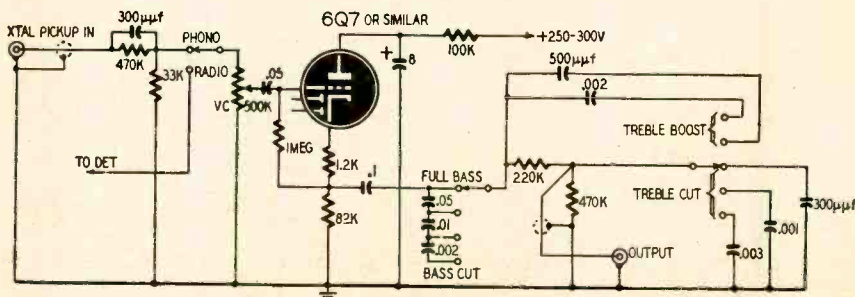 6Q7 OR SIMILAR
XTAL PICKUP IN
300µµf
470K
33K
PHONO
RADIO
TO DET
VC
500K
.05
1MEG
1.2K
82K
+
8
100K
+250-300V
.1
FULL BASS
.05
.01
.002
BASS CUT
500µµf
.002
TREBLE BOOST
220K
470K
TREBLE CUT
OUTPUT
.003
.001
300µµf